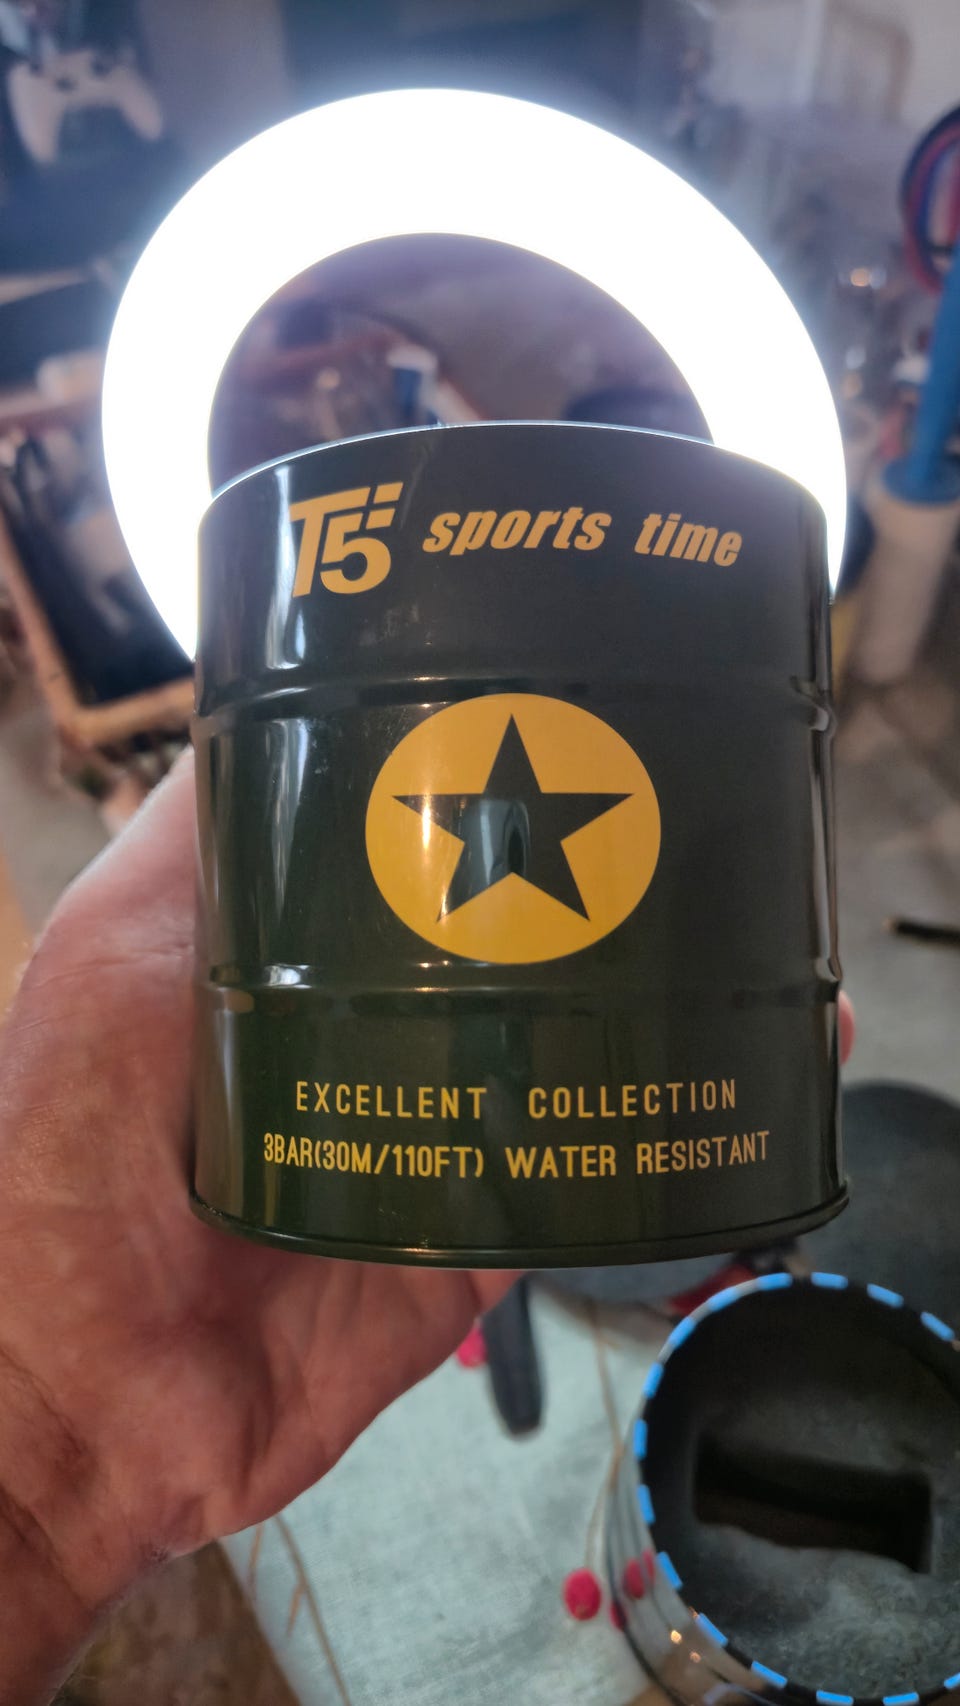 T5 sports time
EXCELLENT COLLECTION
3BAR(30M/110FT) WATER RESISTANT